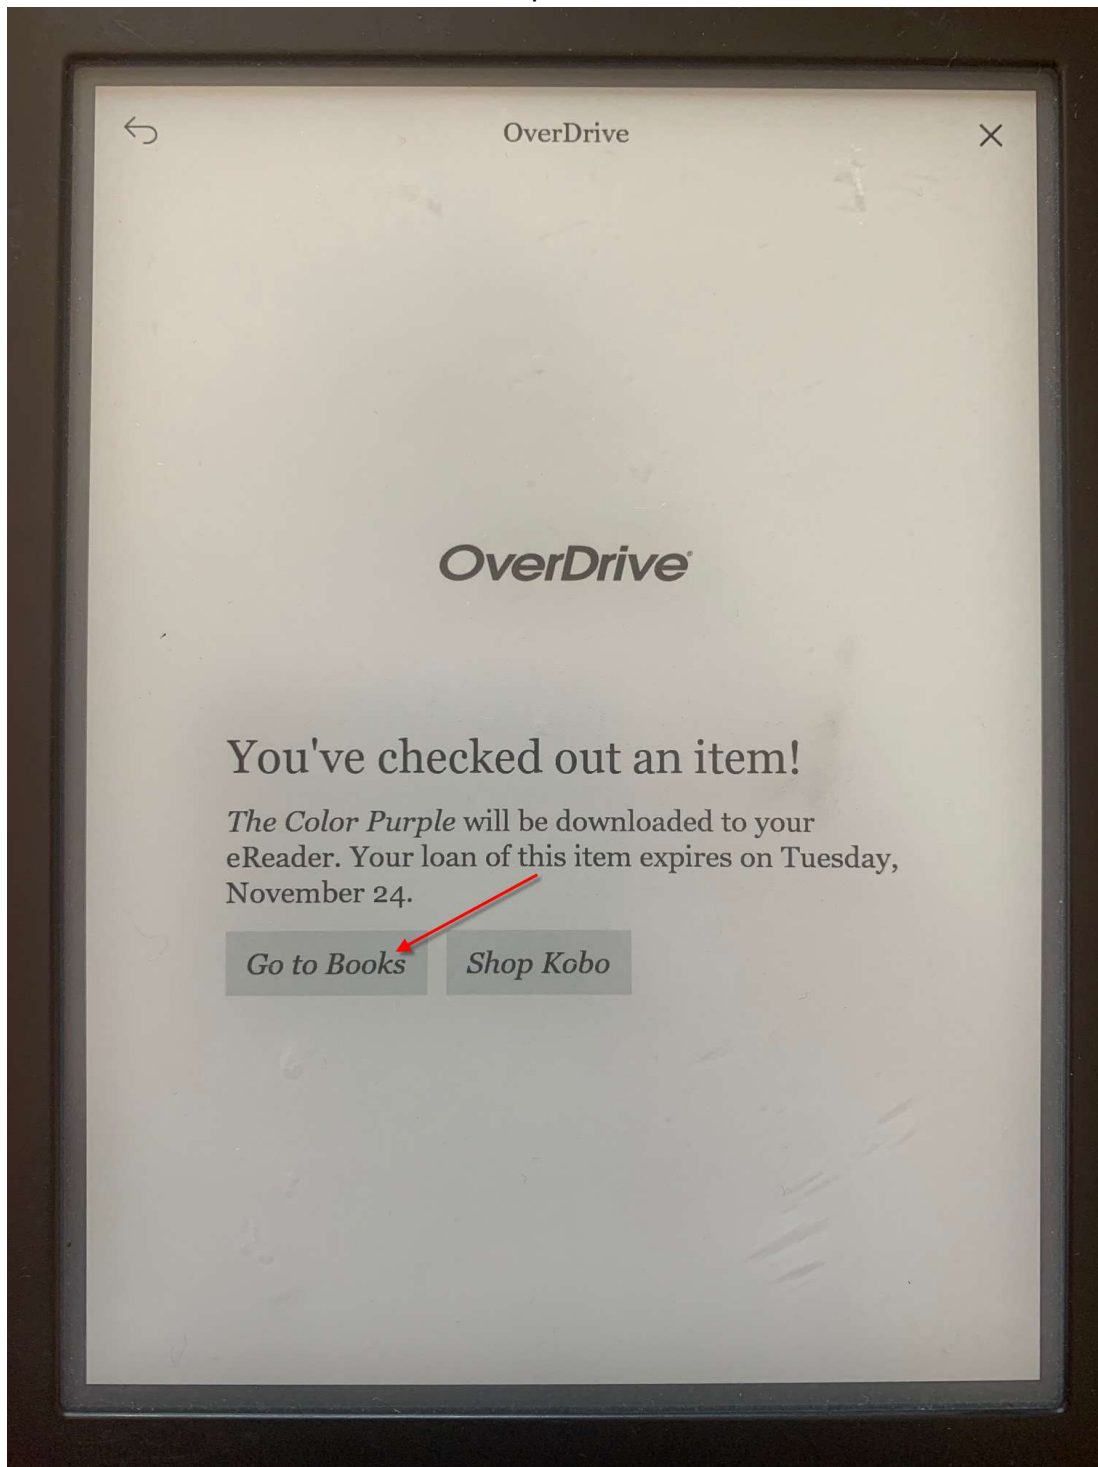 OverDrive
OverDrive
You've checked out an item!
The Color Purple will be downloaded to your
eReader. Your loan of this item expires on Tuesday,
November 24.
Go to Books Shop Kobo